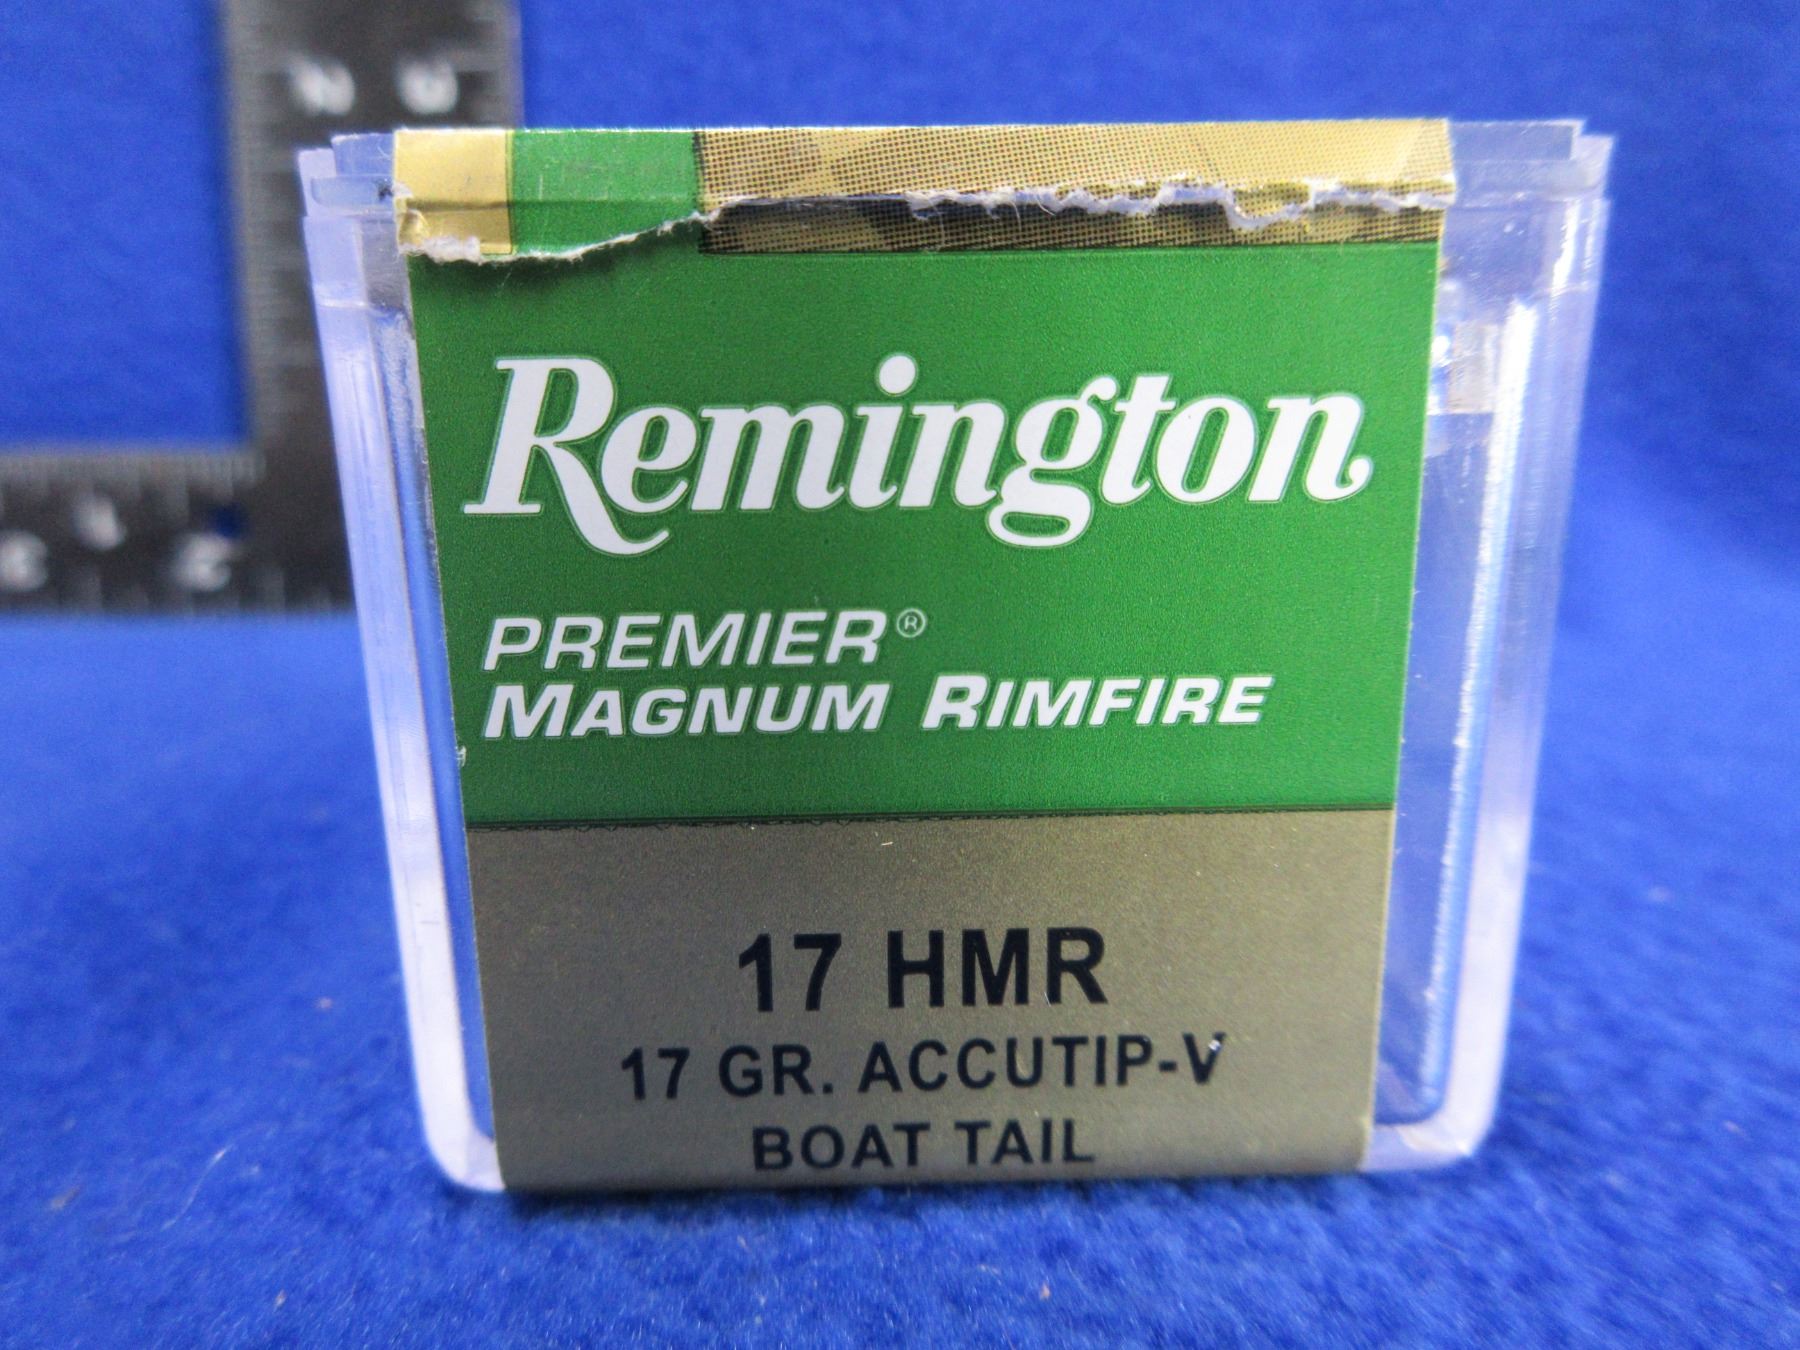 Remington
PREMIER®
MAGNUM RIMFIRE
17 HMR
17 GR. ACCUTIP-V
BOAT TAIL